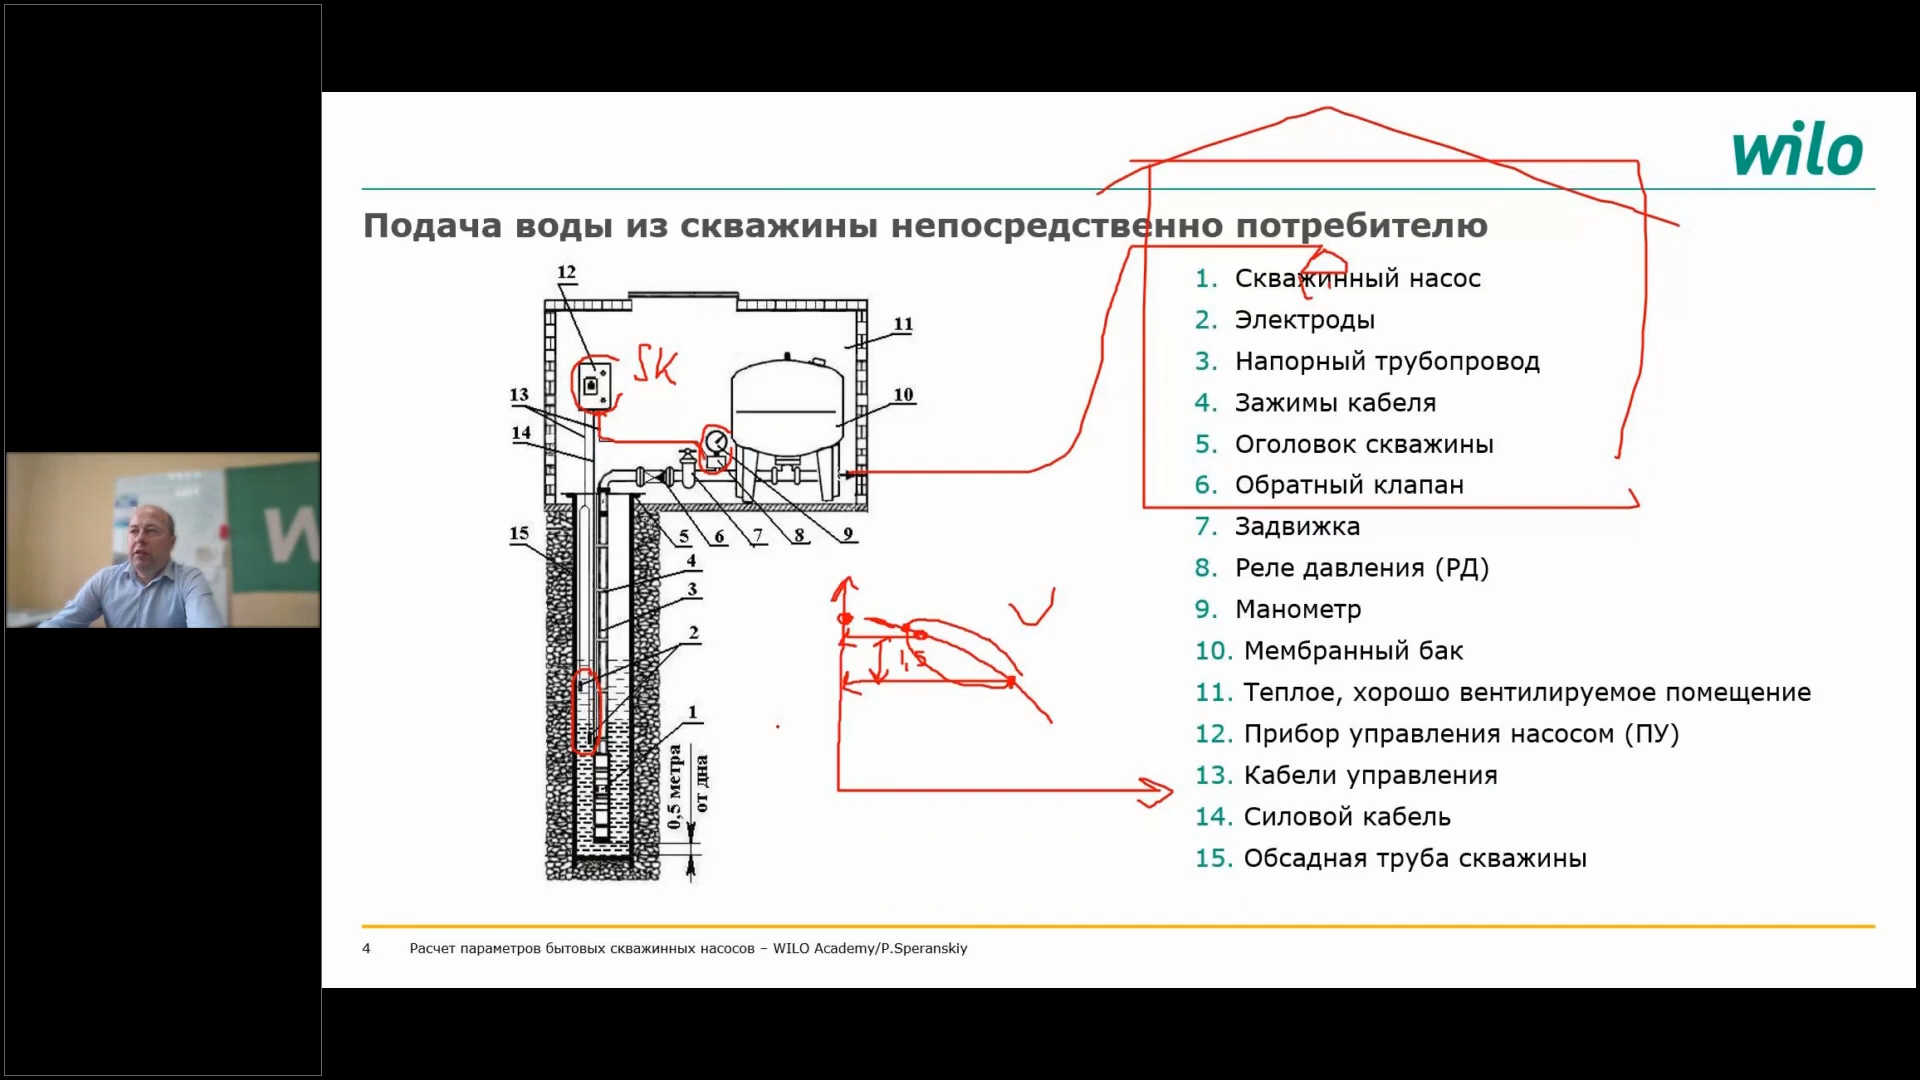 wilo
Подача воды из скважины непосредственно потребителю
12
11
SK
13
10
14
15
5
6
7
8
9
4
3
2
1
0,5 метра
от дна
1,5
1. Скважинный насос
2. Электроды
3. Напорный трубопровод
4. Зажимы кабеля
5. Оголовок скважины
6. Обратный клапан
7. Задвижка
8. Реле давления (РД)
9. Манометр
10. Мембранный бак
11. Теплое, хорошо вентилируемое помещение
12. Прибор управления насосом (ПУ)
13. Кабели управления
14. Силовой кабель
15. Обсадная труба скважины
4 Расчет параметров бытовых скважинных насосов – WILO Academy/P.Speranskiy